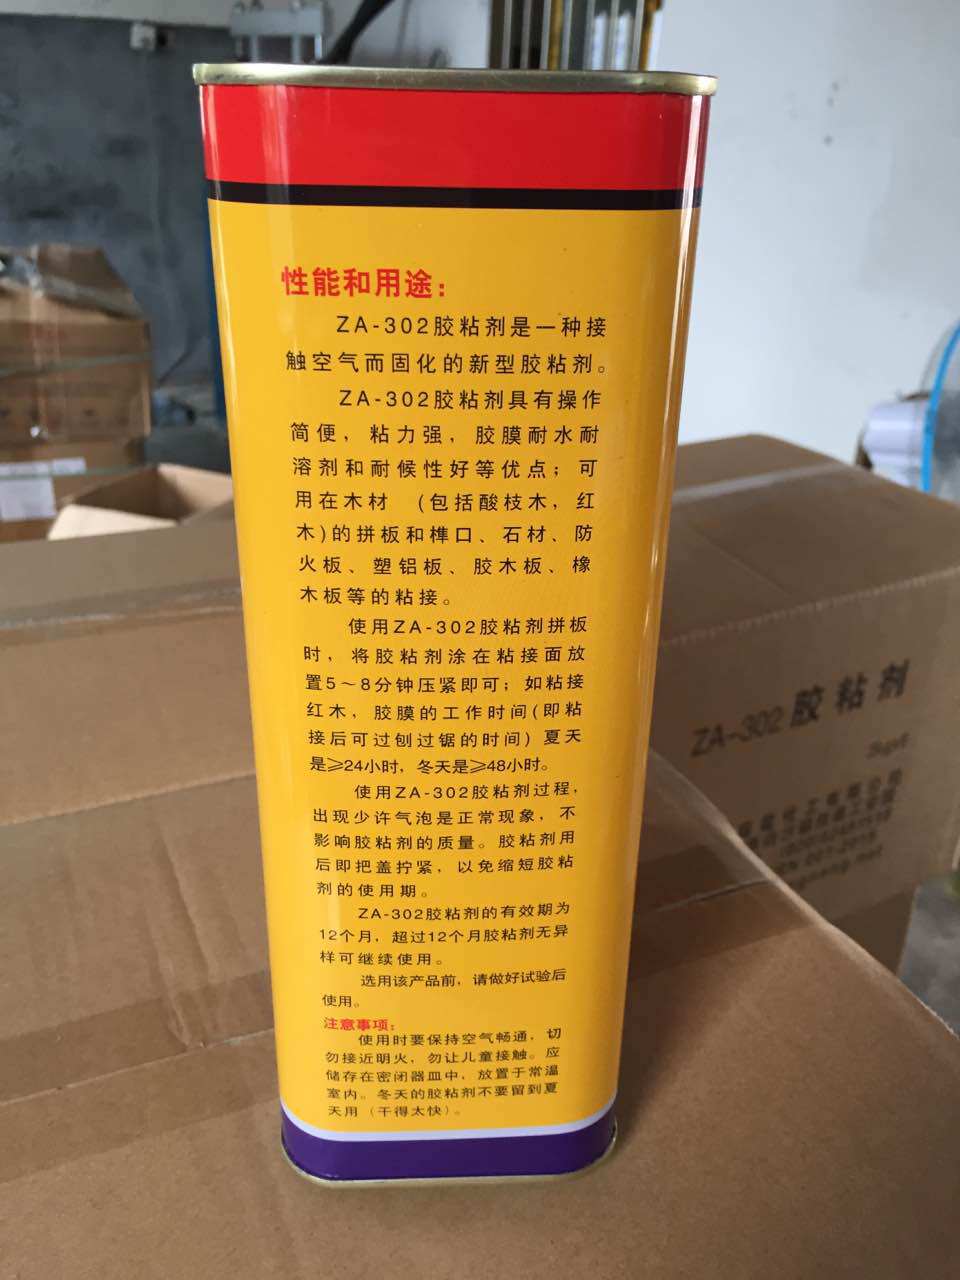 性能和用途：
ZA-302胶粘剂是一种接
触空气而固化的新型胶粘剂。
ZA-302胶粘剂具有操作
简便，粘力强，胶膜耐水耐
溶剂和耐候性好等优点；可
用在木材 (包括酸枝木，红
木)的拼板和榫口、石材、防
火板、塑铝板、胶木板、橡
木板等的粘接。
使用ZA-302胶粘剂拼板
时，将胶粘剂涂在粘接面放
置5～8分钟压紧即可；如粘接
红木，胶膜的工作时间(即粘
接后可过刨过锯的时间) 夏天
是≥24小时，冬天是≥48小时。
使用ZA-302胶粘剂过程，
出现少许气泡是正常现象，不
影响胶粘剂的质量。胶粘剂用
后即把盖拧紧，以免缩短胶粘
剂的使用期。
ZA-302胶粘剂的有效期为
12个月，超过12个月胶粘剂无异
样可继续使用。
选用该产品前，请做好试验后
使用。
注意事项：
使用时要保持空气畅通，切
勿接近明火，勿让儿童接触。应
储存在密闭器皿中，放置于常温
室内。冬天的胶粘剂不要留到夏
天用（干得太快）。
ZA-302胶粘剂